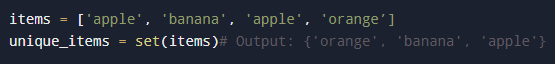 items = ['apple', 'banana', 'apple', 'orange’]
unique_items = set(items)# Output: {'orange', 'banana', 'apple'}